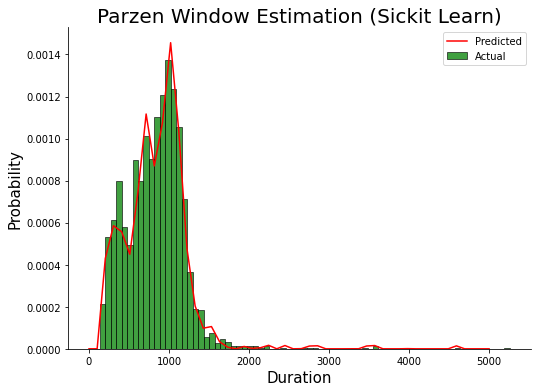 Parzen Window Estimation (Sickit Learn)
Predicted
Actual
0.0014
0.0012
0.0010
0.0008
0.0006
0.0004
0.0002
0.0000
Probability
0 1000 2000 3000 4000 5000
Duration